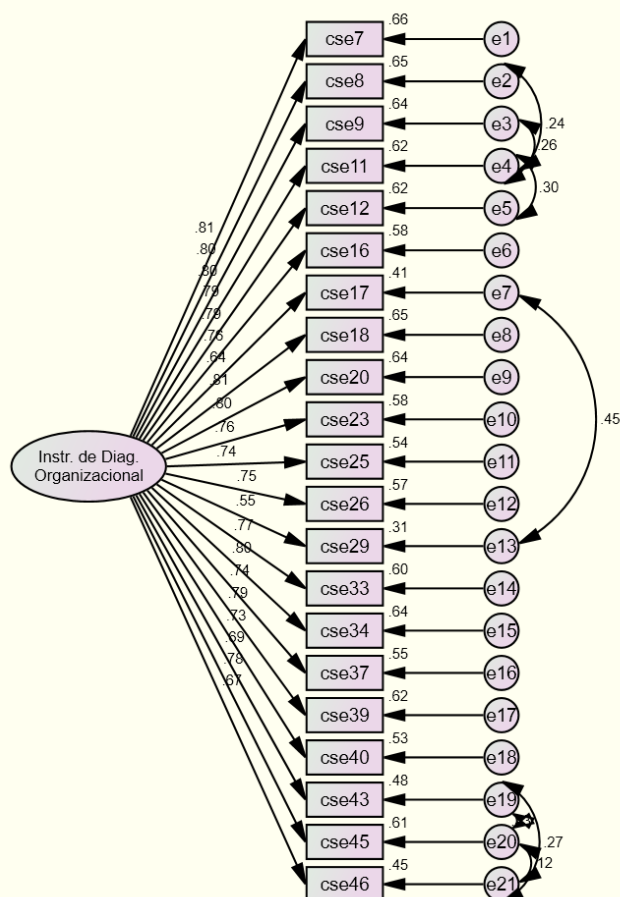 .66
cse7
e1
.65
cse8
e2
.64
cse9
e3
.24
.26
.62
cse11
e4
.30
.62
cse12
e5
.81
.58
cse16
e6
.80
.80
.41
cse17
e7
.79
.79
.65
cse18
e8
.76
.64
.64
cse20
e9
.81
.80
.58
cse23
e10
.45
.76
.74
.54
cse25
e11
Instr. de Diag.
Organizacional
.75
.57
cse26
e12
.55
.31
cse29
e13
.77
.80
.60
cse33
e14
.74
.64
cse34
e15
.79
.73
.55
cse37
e16
.69
.78
.67
.62
cse39
e17
.53
cse40
e18
.48
cse43
e19
.61
cse45
e20
.27
.12
.45
cse46
e21